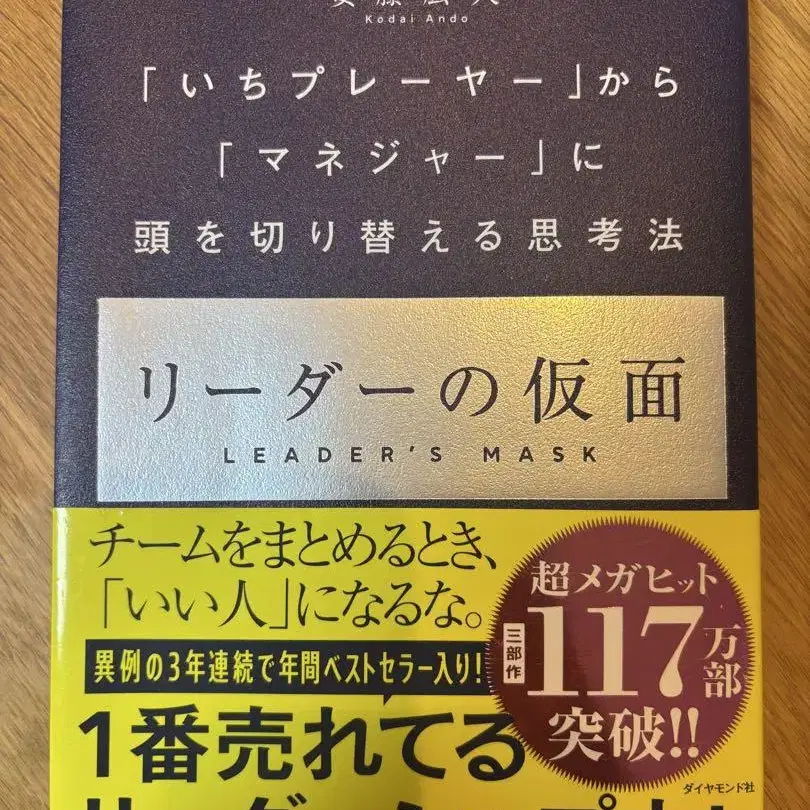 Kodai Ando
「いちプレーヤー」から
「マネジャー」に
頭を切り替える思考法
リーダーの仮面
LEADER'S MASK
チームをまとめるとき、
「いい人」になるな。
異例の3年連続で年間ベストセラー入り!
1番売れてる
超メガヒット
三部作
117万部
突破!!
ダイヤモンド社